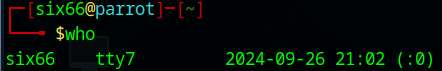 ┌─[six66@parrot]─[~]
└──╼ $who
six66    tty7         2024-09-26 21:02 (:0)